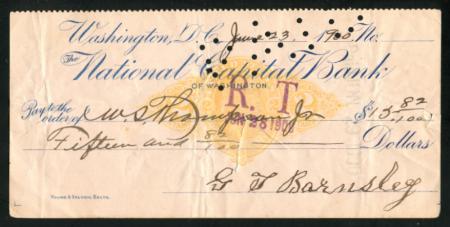 Washington, D.C. June 23, 1900 No.
The National Capital Bank
OF WASHINGTON.
R. T
Pay to the order of W S Thompson Jr $15 82/100
Fifteen and 82/100 Dollars
G T Barnsley